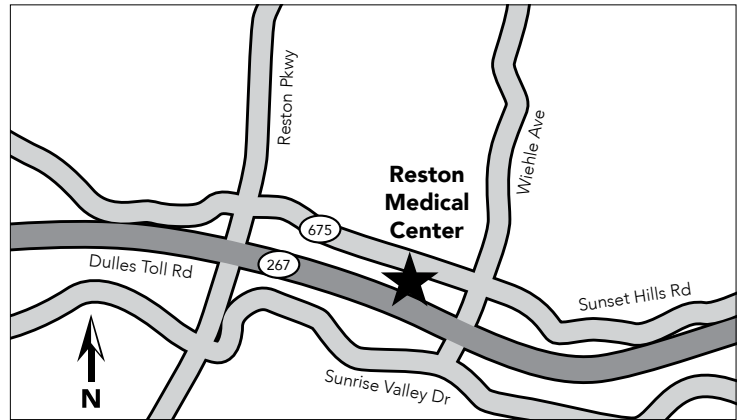 Reston Pkwy
Wiehle Ave
Reston
Medical
Center
675
267
Dulles Toll Rd
Sunset Hills Rd
Sunrise Valley Dr
N